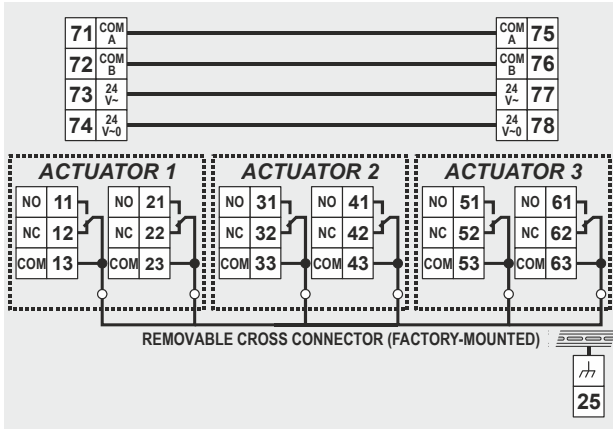 71 COM A COM A 75
72 COM B COM B 76
73 24 V~ 24 V~ 77
74 24 V~0 24 V~0 78
ACTUATOR 1 ACTUATOR 2 ACTUATOR 3
NO 11 NO 21 NO 31 NO 41 NO 51 NO 61
NC 12 NC 22 NC 32 NC 42 NC 52 NC 62
COM 13 COM 23 COM 33 COM 43 COM 53 COM 63
REMOVABLE CROSS CONNECTOR (FACTORY-MOUNTED)
25